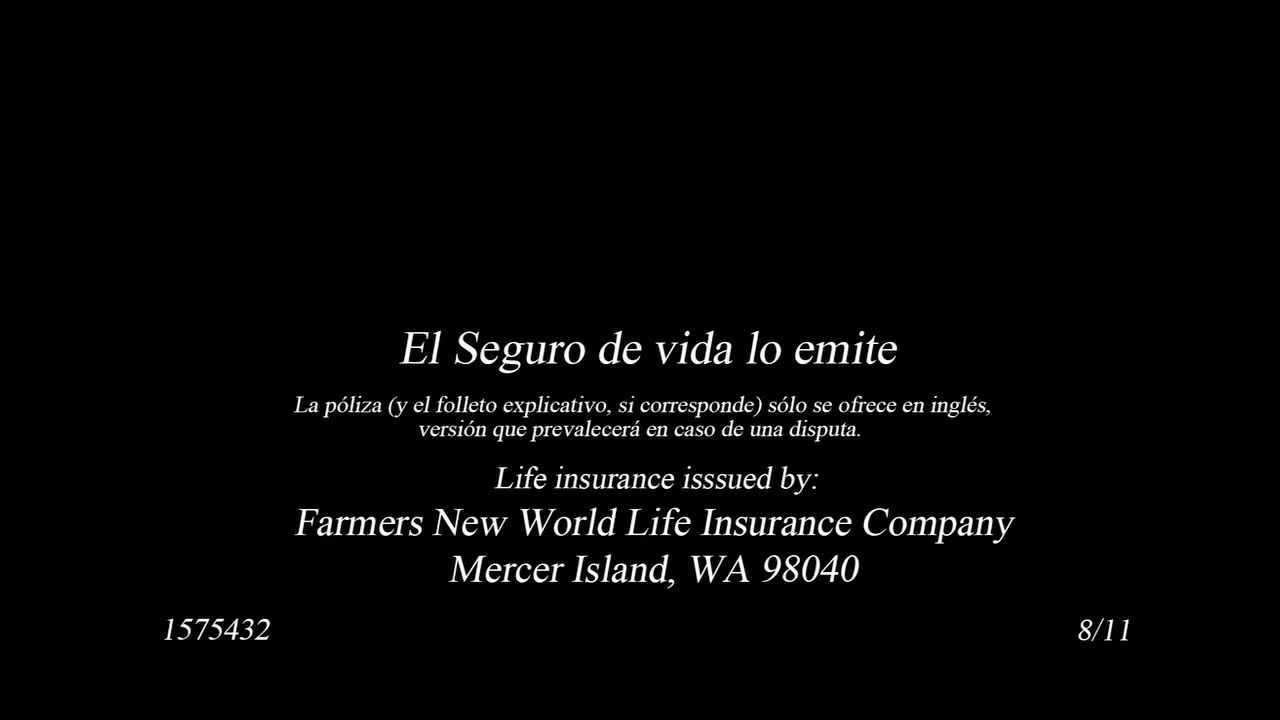 El Seguro de vida lo emite
La póliza (y el folleto explicativo, si corresponde) sólo se ofrece en inglés,
versión que prevalecerá en caso de una disputa.
Life insurance isssued by:
Farmers New World Life Insurance Company
Mercer Island, WA 98040
1575432
8/11